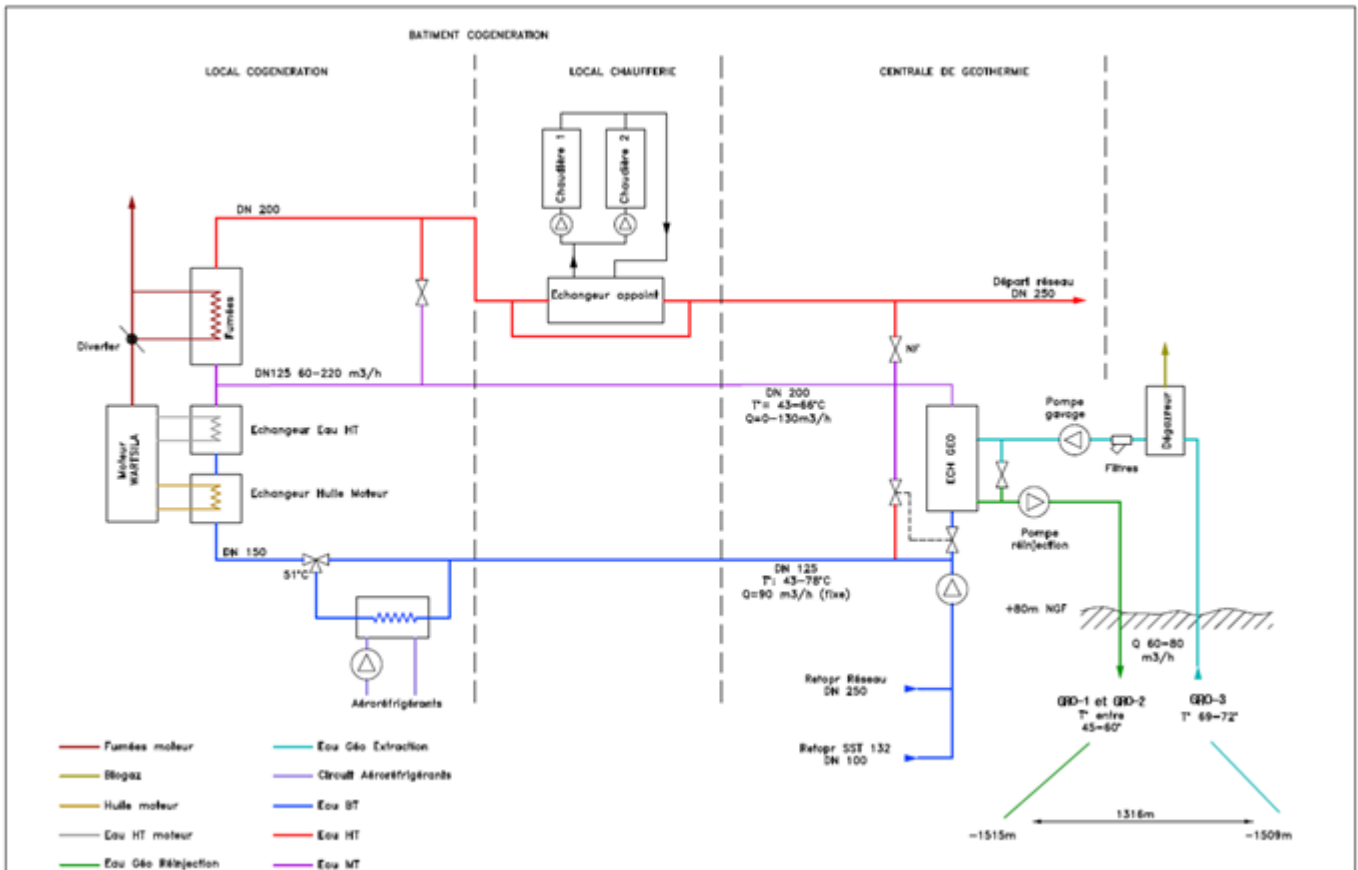 BATIMENT COGENERATION
LOCAL COGENERATION
LOCAL CHAUFFERIE
CENTRALE DE GEOTHERMIE
Chaudière 1
Chaudière 2
DN 200
Fumées
Echangeur appoint
Départ réseau
DN 250
Diverter
NF
DN125 60-220 m3/h
DN 200
T°: 43-66°C
Q=0-130m3/h
Moteur
WARTSILA
Echangeur Eau HT
Echangeur Huile Moteur
ECH GEO
Pompe
gavage
Filtres
Dégazeur
Pompe
réinjection
DN 150
51°C
DN 125
T°: 43-78°C
Q=90 m3/h (fixe)
+80m NGF
Q 60-80
m3/h
Aéroréfrigérants
Retopr Réseau
DN 250
Retopr SST 132
DN 100
GRO-1 et GRO-2
T° entre
45-60°
GRO-3
T° 69-72°
1316m
-1515m
-1509m
Fumées moteur
Biogaz
Huile moteur
Eau HT moteur
Eau Géo Réinjection
Eau Géo Extraction
Circuit Aéroréfrigérants
Eau BT
Eau HT
Eau MT